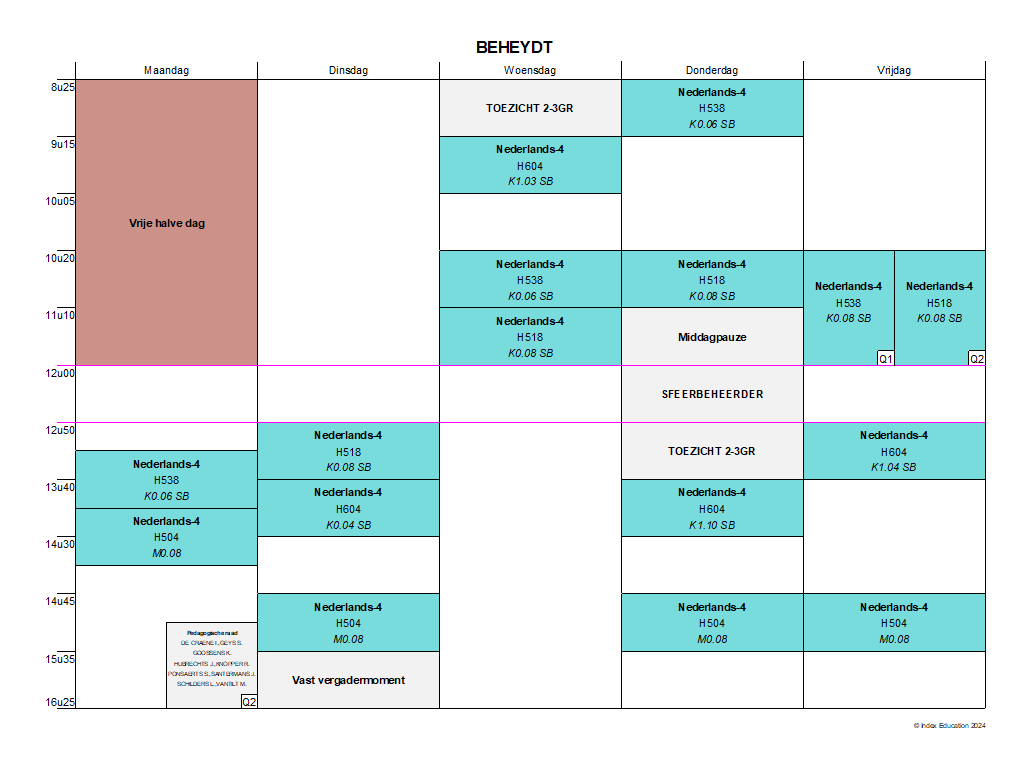 BEHEYDT
Maandag
Dinsdag
Woensdag
Donderdag
Vrijdag
8u25
9u15
10u05
10u20
11u10
12u00
12u50
13u40
14u30
14u45
15u35
16u25
Vrije halve dag
Nederlands-4
H538
K0.06 SB
Nederlands-4
H504
M0.08
Pedagogische raad
DE CRAENE I., GEYS S.
GOOSSENS K.
HUBRECHTS J., KNOPPER R.
PONSAERTS S., SANTERMANS J.
SCHILDERS L., VANTILT M.
Q2
Nederlands-4
H518
K0.08 SB
Nederlands-4
H604
K0.04 SB
Nederlands-4
H504
M0.08
Vast vergadermoment
TOEZICHT 2-3GR
Nederlands-4
H604
K1.03 SB
Nederlands-4
H538
K0.06 SB
Nederlands-4
H518
K0.08 SB
Nederlands-4
H538
K0.06 SB
Nederlands-4
H518
K0.08 SB
Middagpauze
SFEERBEHEERDER
TOEZICHT 2-3GR
Nederlands-4
H604
K1.10 SB
Nederlands-4
H504
M0.08
Nederlands-4
H538
K0.08 SB
Q1
Nederlands-4
H518
K0.08 SB
Q2
Nederlands-4
H604
K1.04 SB
Nederlands-4
H504
M0.08
© Index Education 2024